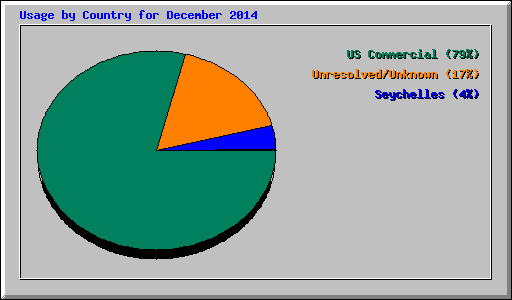 Usage by Country for December 2014
US Commercial (79%)
Unresolved/Unknown (17%)
Seychelles (4%)